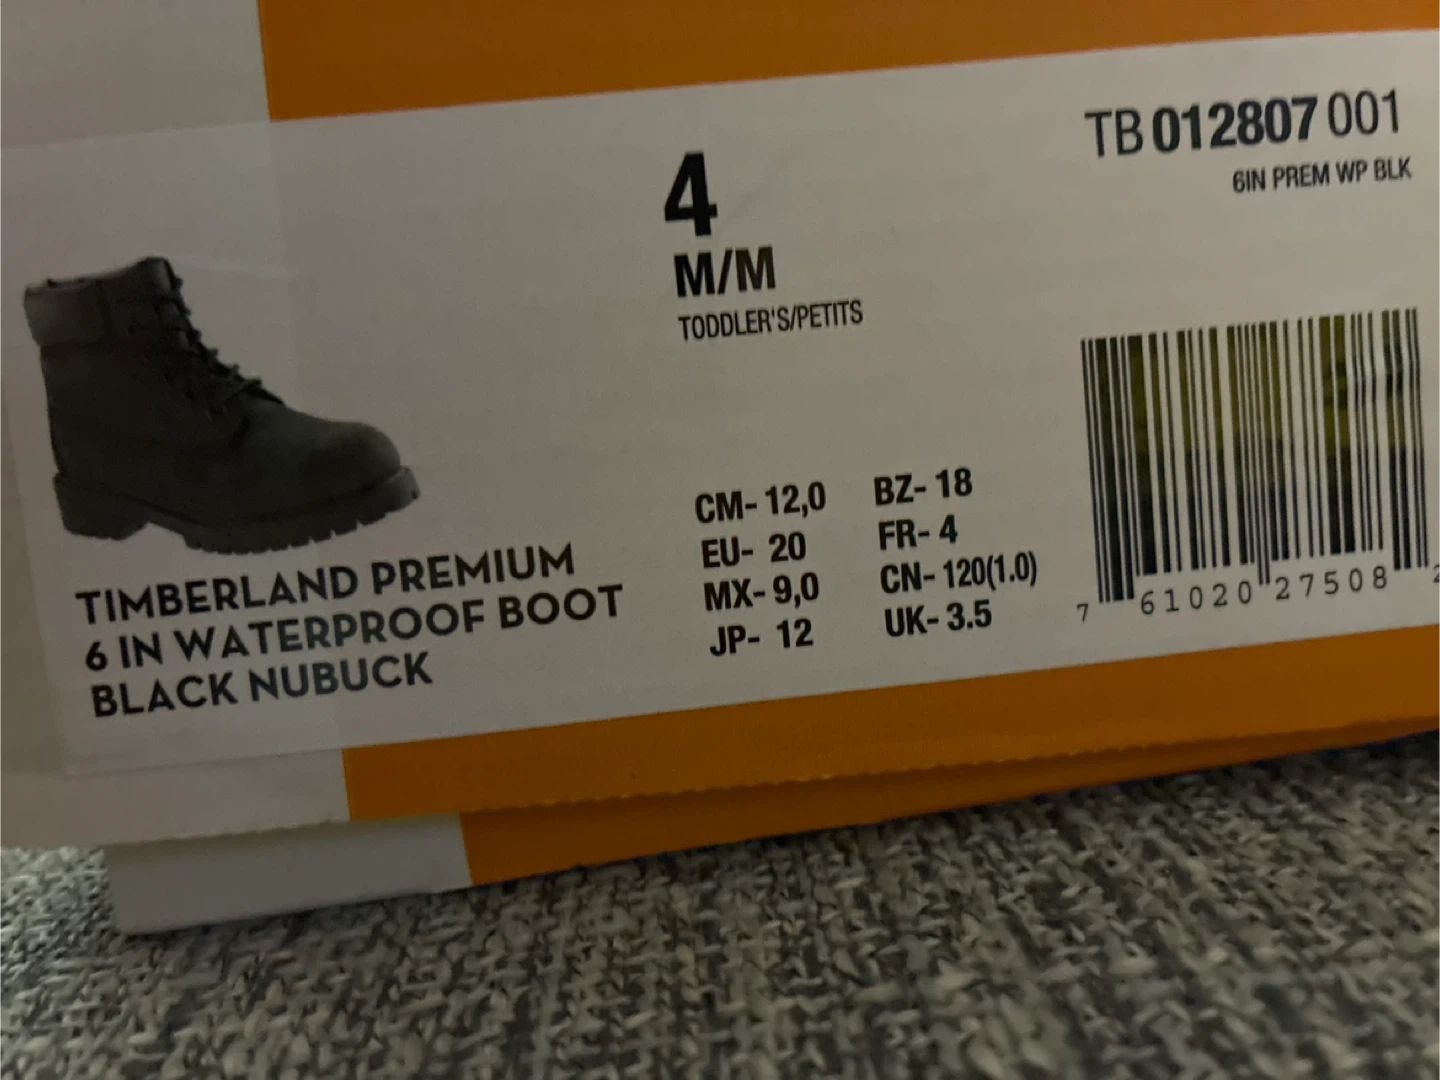 TB 012807 001
6IN PREM WP BLK
4
M/M
TODDLER'S/PETITS
CM- 12,0 BZ- 18
EU- 20 FR- 4
MX- 9,0 CN- 120(1.0)
JP- 12 UK- 3.5
7 61020 27508
TIMBERLAND PREMIUM
6 IN WATERPROOF BOOT
BLACK NUBUCK